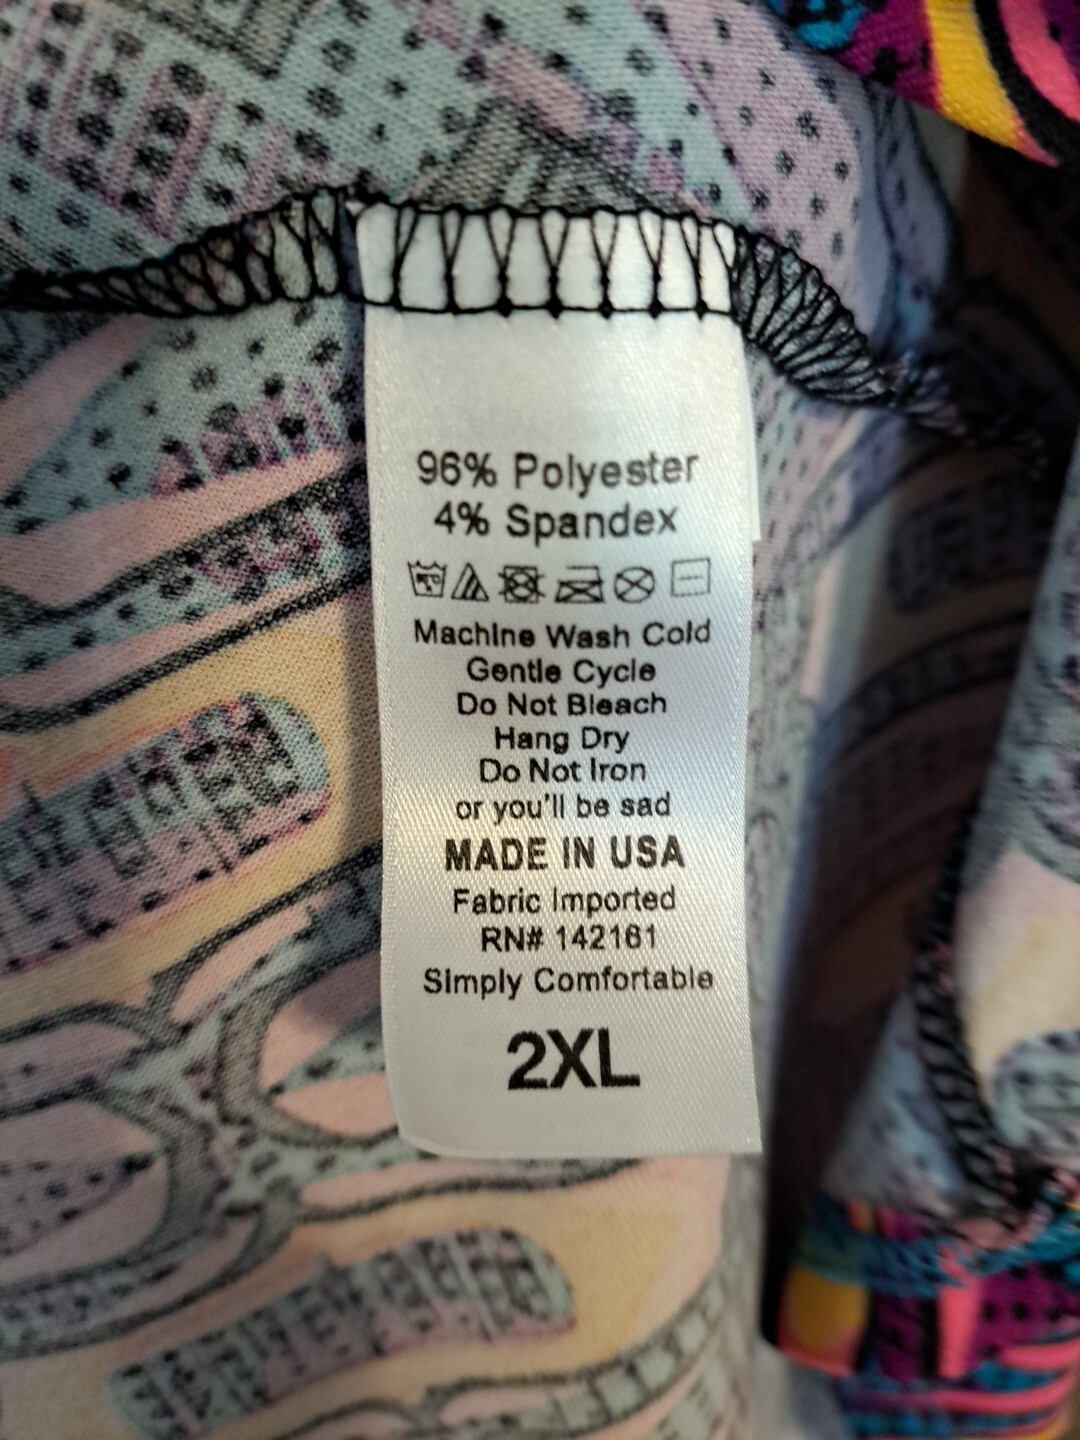 96% Polyester
4% Spandex
Machine Wash Cold
Gentle Cycle
Do Not Bleach
Hang Dry
Do Not Iron
or you'll be sad
MADE IN USA
Fabric Imported
RN# 142161
Simply Comfortable
2XL